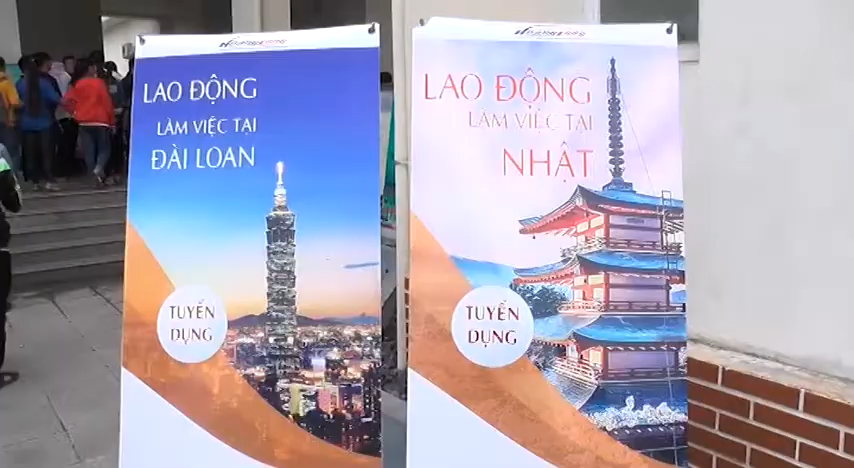 LAO ĐỘNG
LÀM VIỆC TẠI
ĐÀI LOAN
TUYỂN
DỤNG
LAO ĐỘNG
LÀM VIỆC TẠI
NHẬT
TUYỂN
DỤNG